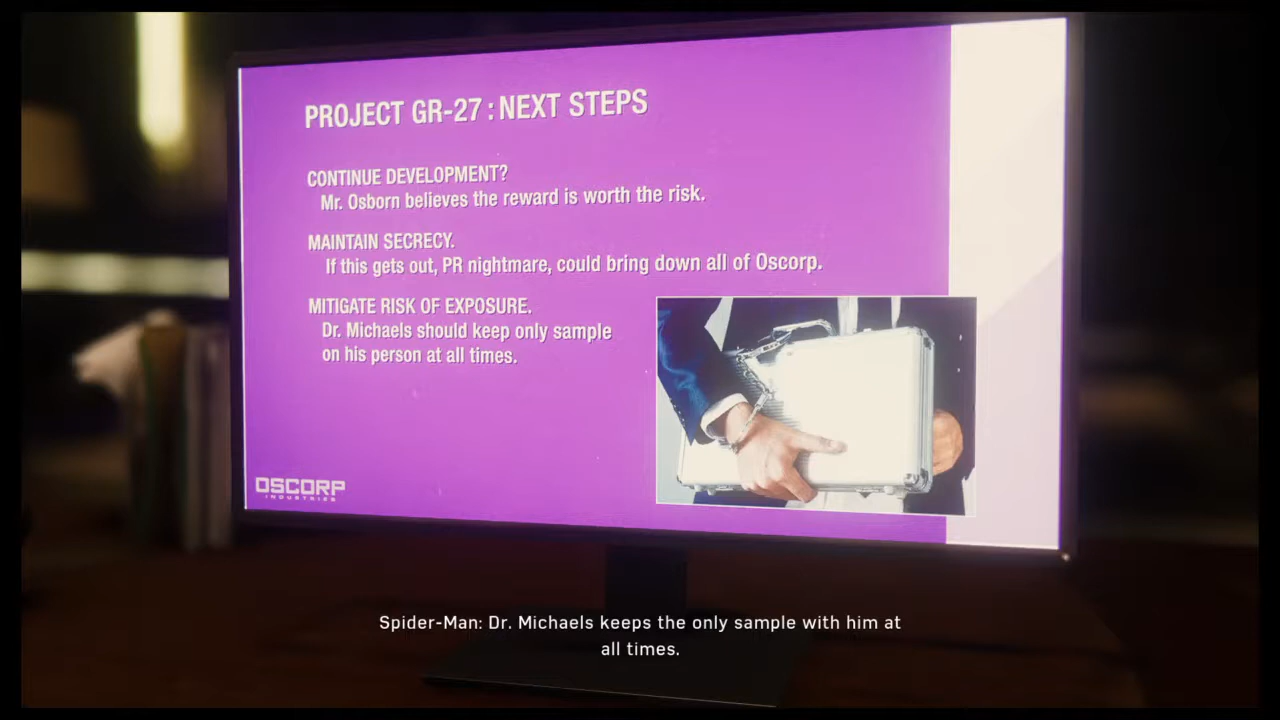 PROJECT GR-27 : NEXT STEPS
CONTINUE DEVELOPMENT?
Mr. Osborn believes the reward is worth the risk.
MAINTAIN SECRECY.
If this gets out, PR nightmare, could bring down all of Oscorp.
MITIGATE RISK OF EXPOSURE.
Dr. Michaels should keep only sample
on his person at all times.
OSCORP
INDUSTRIES
Spider-Man: Dr. Michaels keeps the only sample with him at
all times.